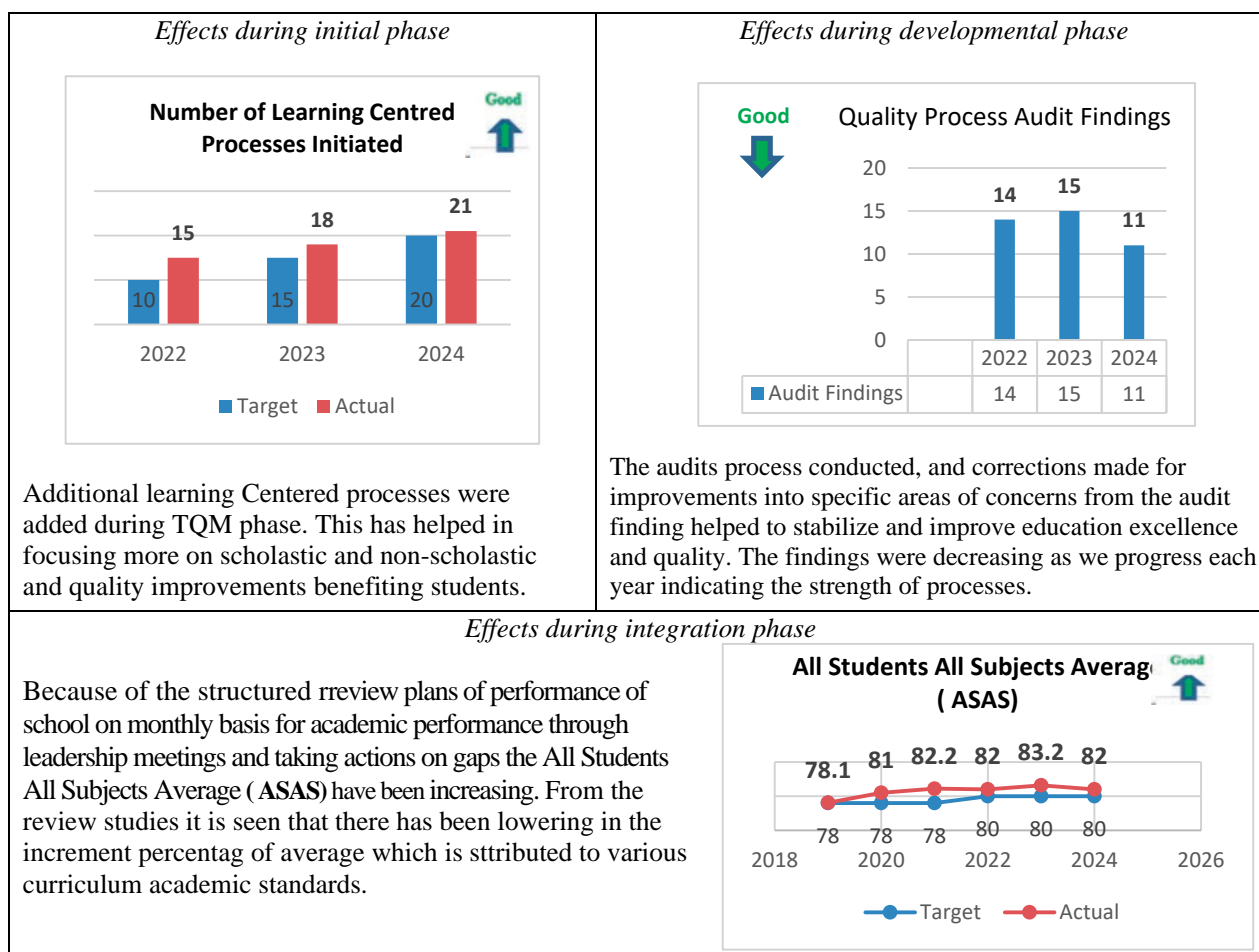 Effects during initial phase
Number of Learning Centred
Processes Initiated
Good
15
18
21
10
15
20
2022
2023
2024
Target
Actual
Additional learning Centered processes were
added during TQM phase. This has helped in
focusing more on scholastic and non-scholastic
and quality improvements benefiting students.
Effects during developmental phase
Good
Quality Process Audit Findings
20
15
10
5
0
14
15
11
2022
2023
2024
Audit Findings
14
15
11
The audits process conducted, and corrections made for
improvements into specific areas of concerns from the audit
finding helped to stabilize and improve education excellence
and quality. The findings were decreasing as we progress each
year indicating the strength of processes.
Effects during integration phase
Because of the structured rreview plans of performance of
school on monthly basis for academic performance through
leadership meetings and taking actions on gaps the All Students
All Subjects Average ( ASAS) have been increasing. From the
review studies it is seen that there has been lowering in the
increment percentag of average which is sttributed to various
curriculum academic standards.
All Students All Subjects Average
( ASAS)
Good
78.1
81
82.2
82
83.2
82
78
78
78
80
80
80
2018
2020
2022
2024
2026
Target
Actual